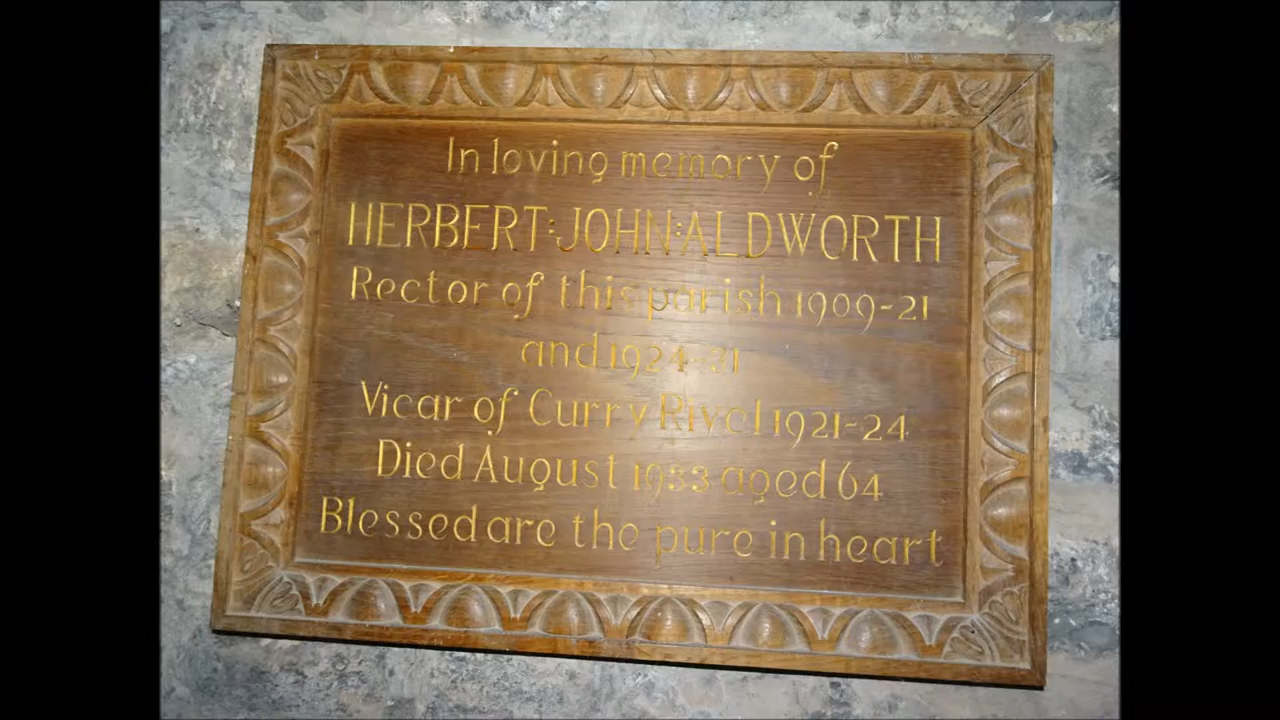 In loving memory of
HERBERT:JOHN:ALDWORTH
Rector of this parish 1909-21
and 1924-31
Vicar of Curry Rivel 1921-24
Died August 1933 aged 64
Blessed are the pure in heart